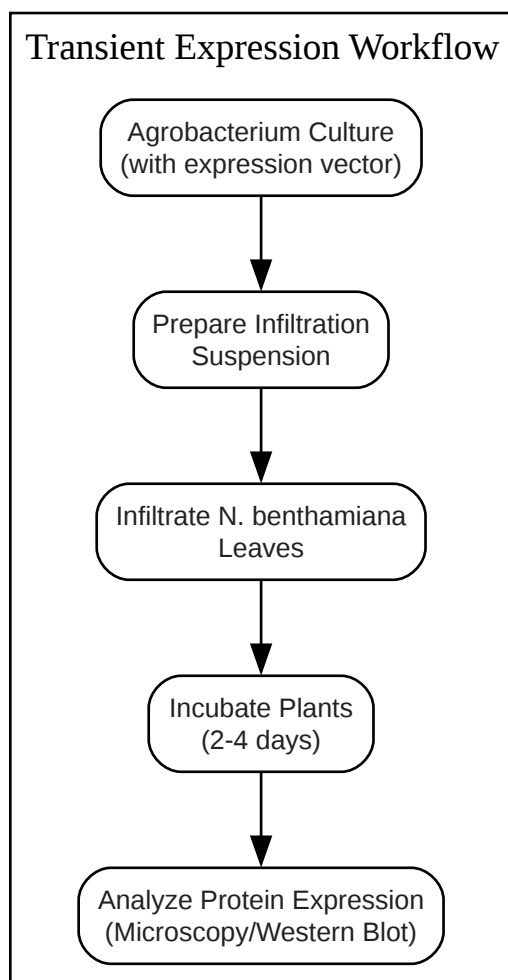 Transient Expression Workflow
Agrobacterium Culture
(with expression vector)
Prepare Infiltration
Suspension
Infiltrate N. benthamiana
Leaves
Incubate Plants
(2-4 days)
Analyze Protein Expression
(Microscopy/Western Blot)